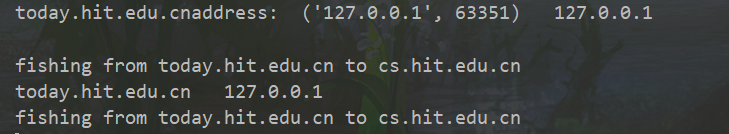 today.hit.edu.cnaddress:  ('127.0.0.1', 63351)   127.0.0.1
fishing from today.hit.edu.cn to cs.hit.edu.cn
today.hit.edu.cn   127.0.0.1
fishing from today.hit.edu.cn to cs.hit.edu.cn